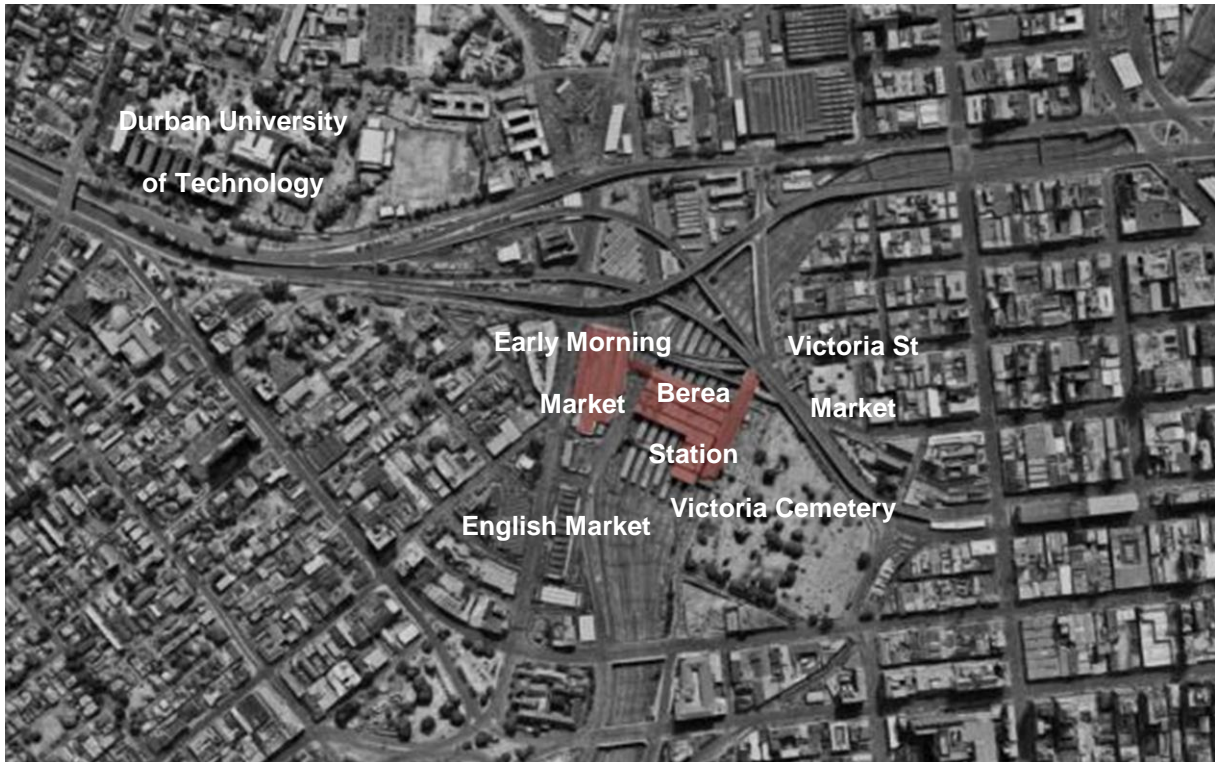 Durban University
of Technology
Early Morning
Market
Victoria St
Market
Berea
Station
Victoria Cemetery
English Market